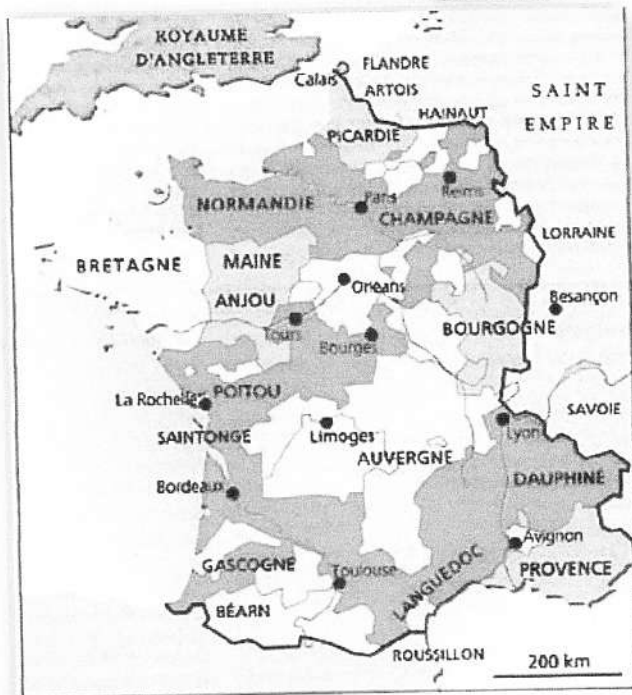 ROYAUME
D'ANGLETERRE
Calais
FLANDRE
ARTOIS
HAINAUT
SAINT
EMPIRE
PICARDIE
NORMANDIE
Paris
Reims
CHAMPAGNE
LORRAINE
BRETAGNE
MAINE
ANJOU
Orléans
Besançon
Tours
Bourges
BOURGOGNE
La Rochelle
POITOU
SAVOIE
SAINTONGE
Limoges
Lyon
AUVERGNE
DAUPHINÉ
Bordeaux
Avignon
GASCOGNE
Toulouse
LANGUEDOC
PROVENCE
BÉARN
ROUSSILLON
200 km